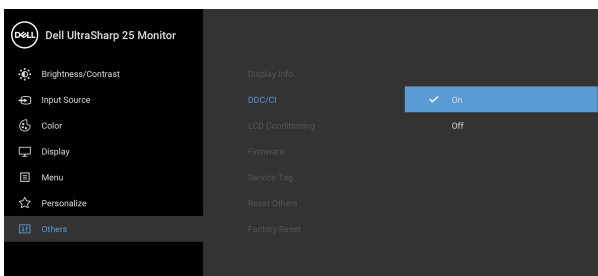 DELL Dell UltraSharp 25 Monitor
Brightness/Contrast
Input Source
Color
Display
Menu
Personalize
Others
Display Info
DDC/CI
LCD Conditioning
Firmware
Service Tag
Reset Others
Factory Reset
On
Off